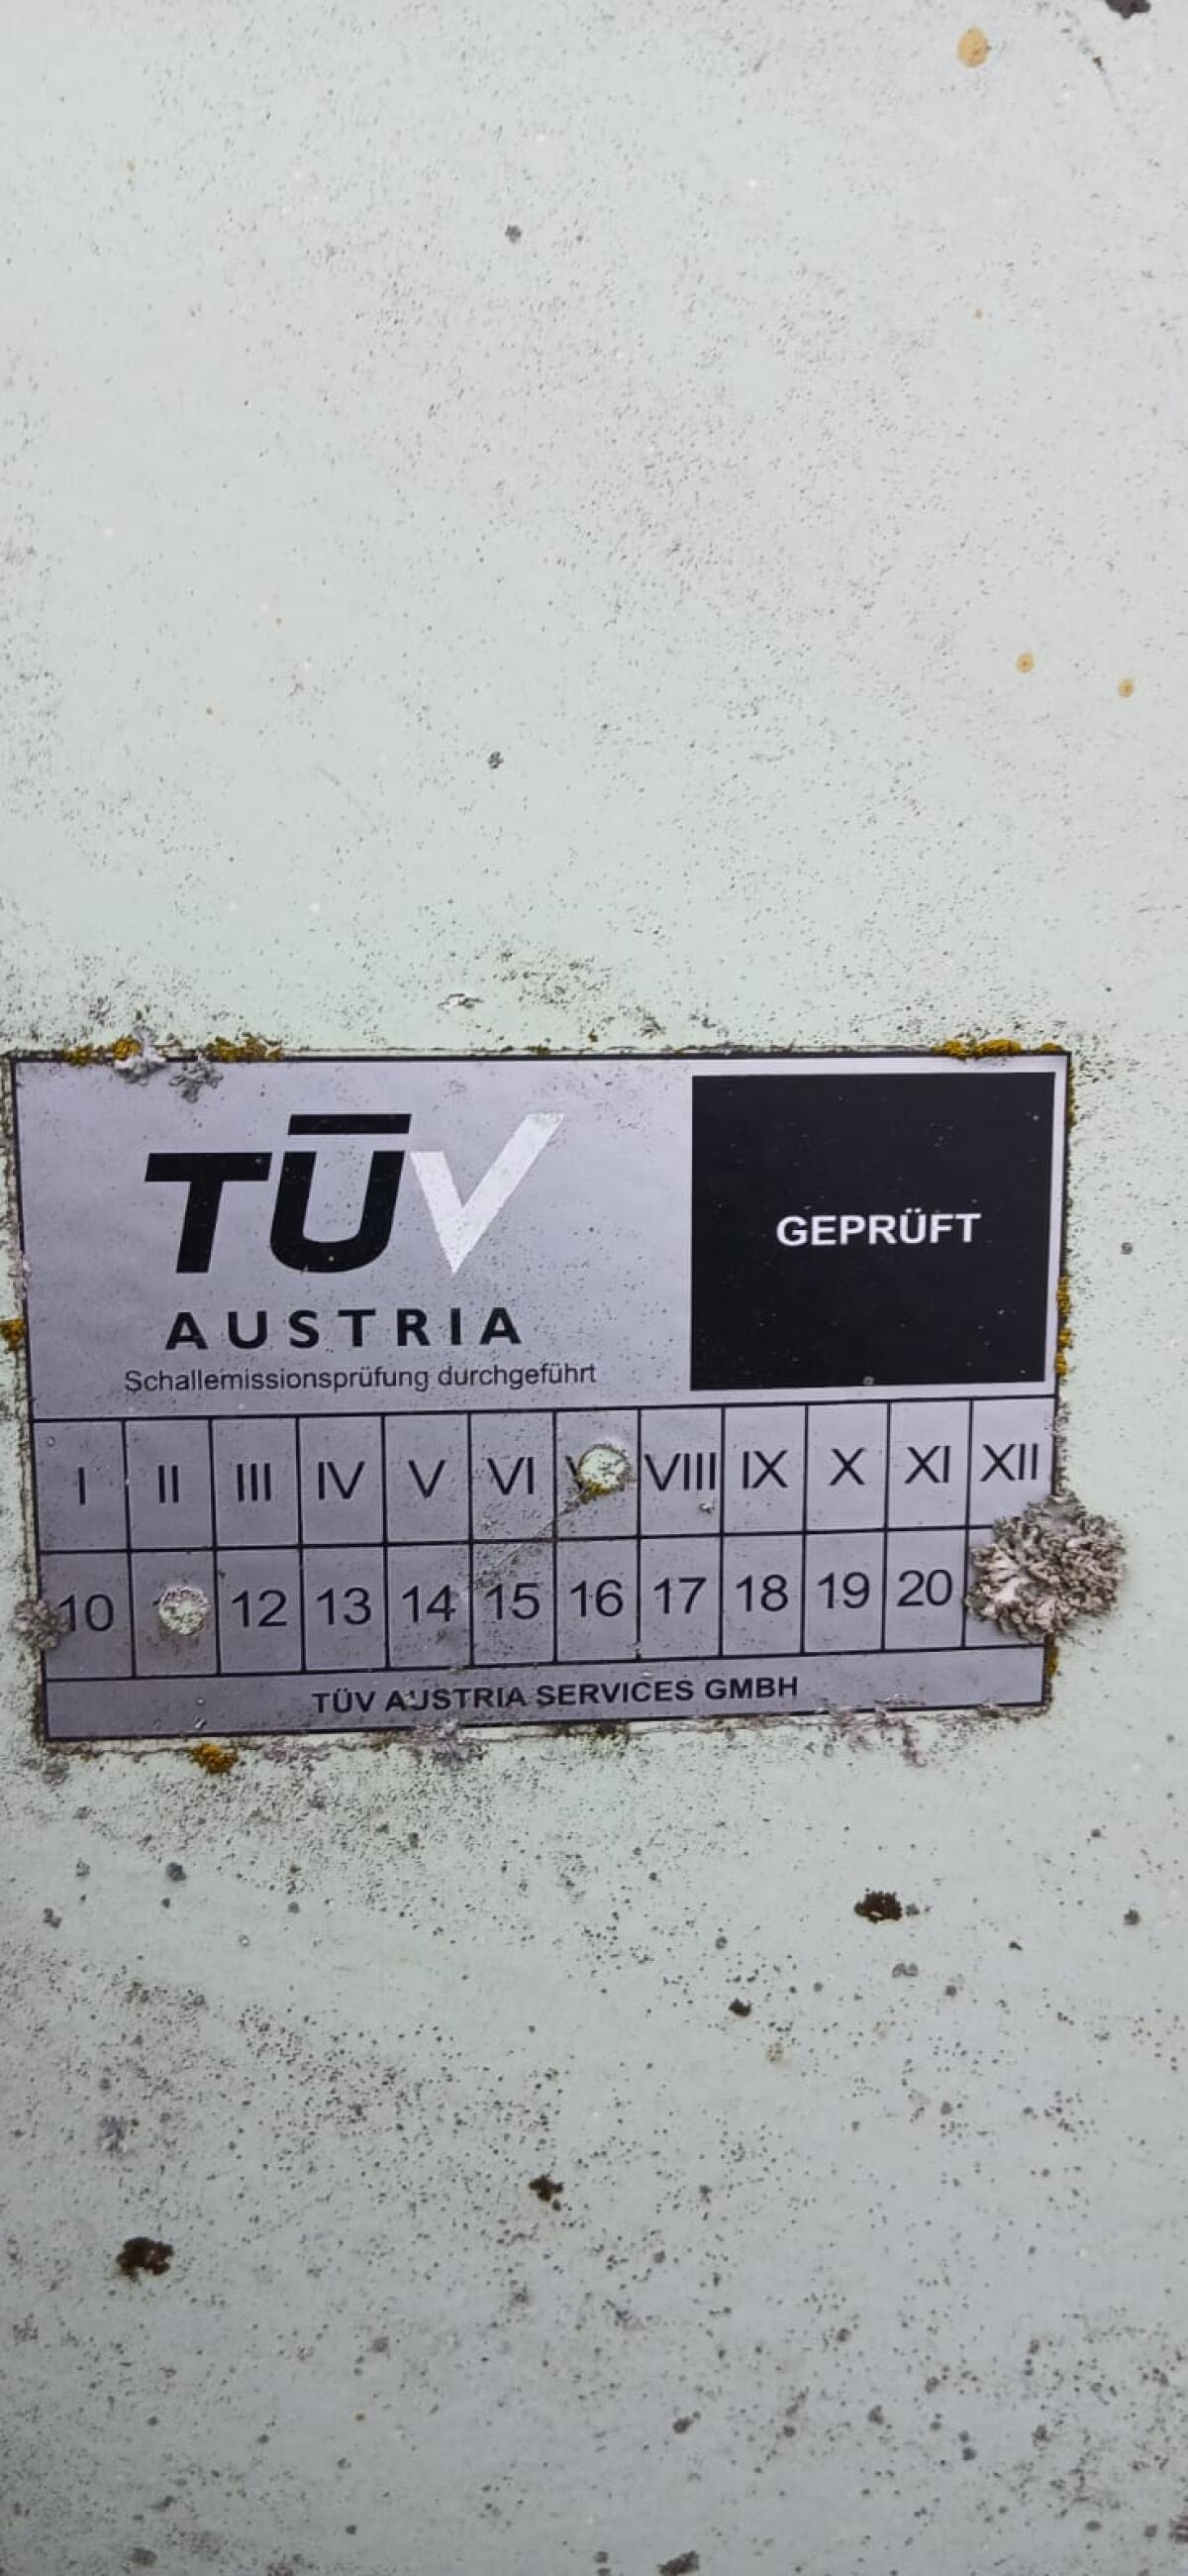 TÜV
AUSTRIA
Schallemissionsprüfung durchgeführt
GEPRÜFT
I II III IV V VI VIII IX X XI XII
10 12 13 14 15 16 17 18 19 20
TÜV AUSTRIA SERVICES GMBH